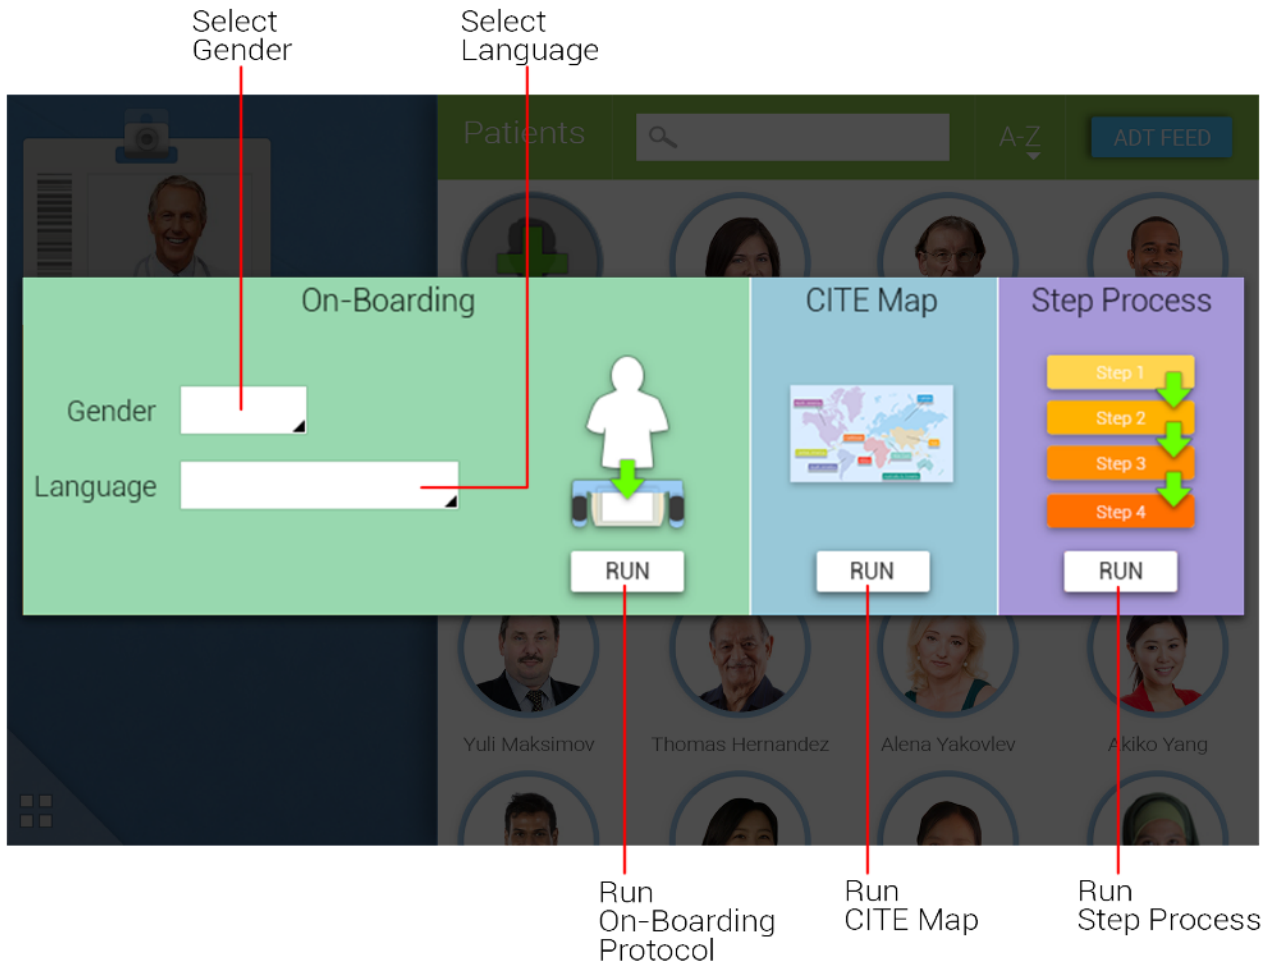 Select
Gender
Select
Language
Patients
A-Z
ADT FEED
On-Boarding
CITE Map
Step Process
Gender
Language
Step 1
Step 2
Step 3
Step 4
RUN
RUN
RUN
Yuli Maksimov
Thomas Hernandez
Alena Yakovlev
Akiko Yang
Run
On-Boarding
Protocol
Run
CITE Map
Run
Step Process